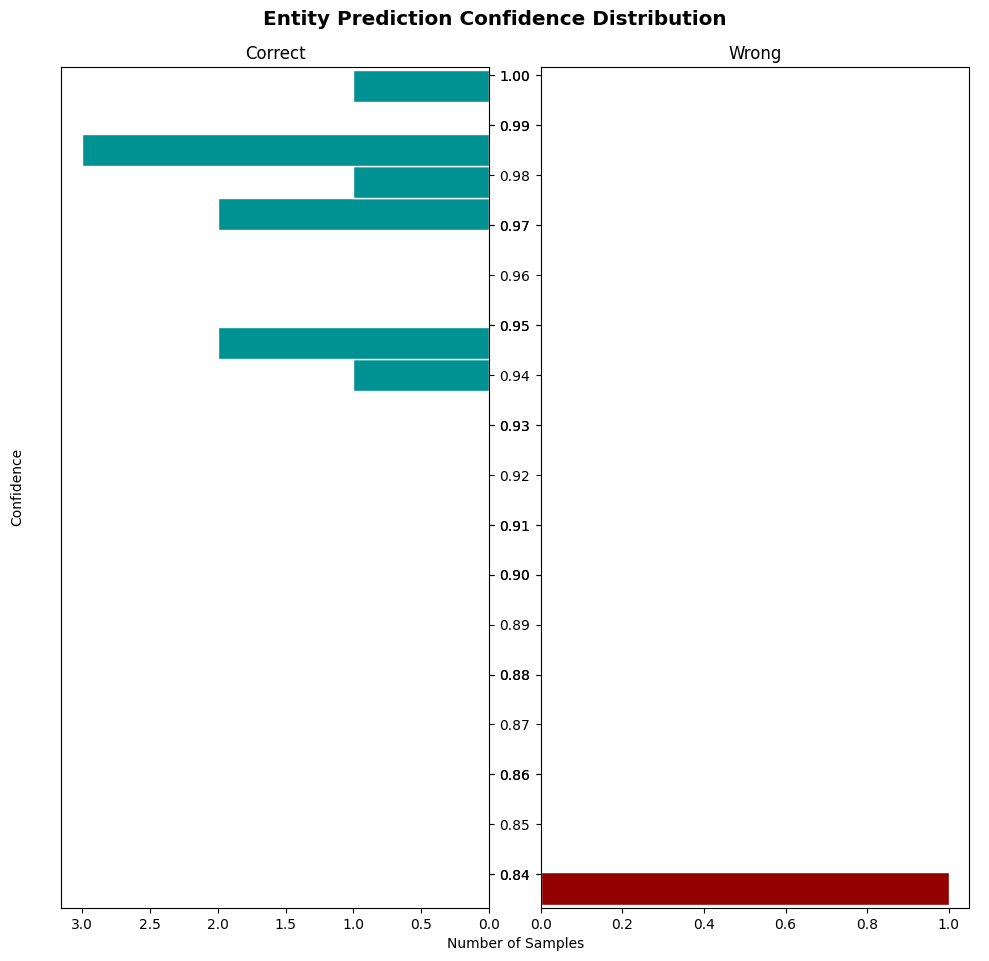 Entity Prediction Confidence Distribution
Correct
Wrong
1.00
0.99
0.98
0.97
0.96
0.95
0.94
0.93
0.92
0.91
0.90
0.89
0.88
0.87
0.86
0.85
0.84
Confidence
3.0 2.5 2.0 1.5 1.0 0.5 0.0
0.0 0.2 0.4 0.6 0.8 1.0
Number of Samples